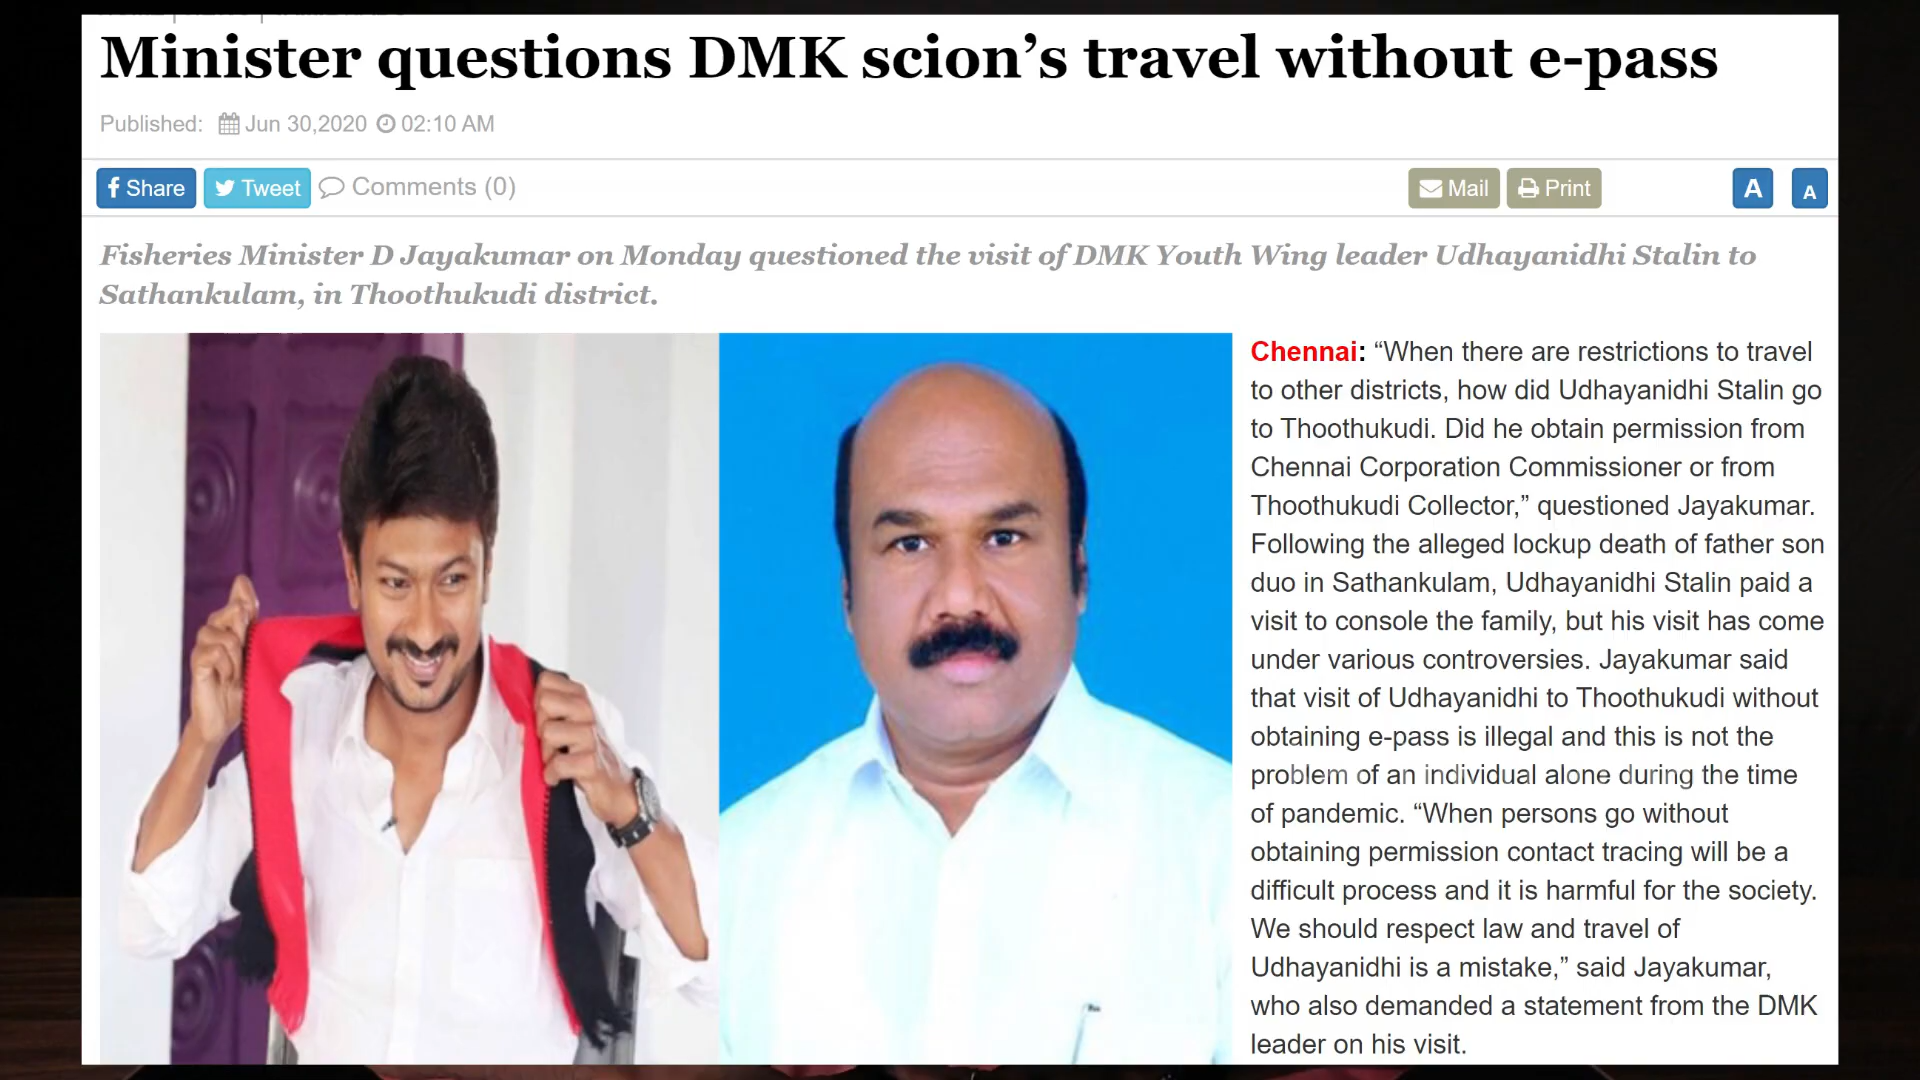 Minister questions DMK scion’s travel without e-pass
Published: Jun 30,2020 02:10 AM
Share Tweet Comments (0) Mail Print A A
Fisheries Minister D Jayakumar on Monday questioned the visit of DMK Youth Wing leader Udhayanidhi Stalin to
Sathankulam, in Thoothukudi district.
Chennai: “When there are restrictions to travel
to other districts, how did Udhayanidhi Stalin go
to Thoothukudi. Did he obtain permission from
Chennai Corporation Commissioner or from
Thoothukudi Collector,” questioned Jayakumar.
Following the alleged lockup death of father son
duo in Sathankulam, Udhayanidhi Stalin paid a
visit to console the family, but his visit has come
under various controversies. Jayakumar said
that visit of Udhayanidhi to Thoothukudi without
obtaining e-pass is illegal and this is not the
problem of an individual alone during the time
of pandemic. “When persons go without
obtaining permission contact tracing will be a
difficult process and it is harmful for the society.
We should respect law and travel of
Udhayanidhi is a mistake,” said Jayakumar,
who also demanded a statement from the DMK
leader on his visit.